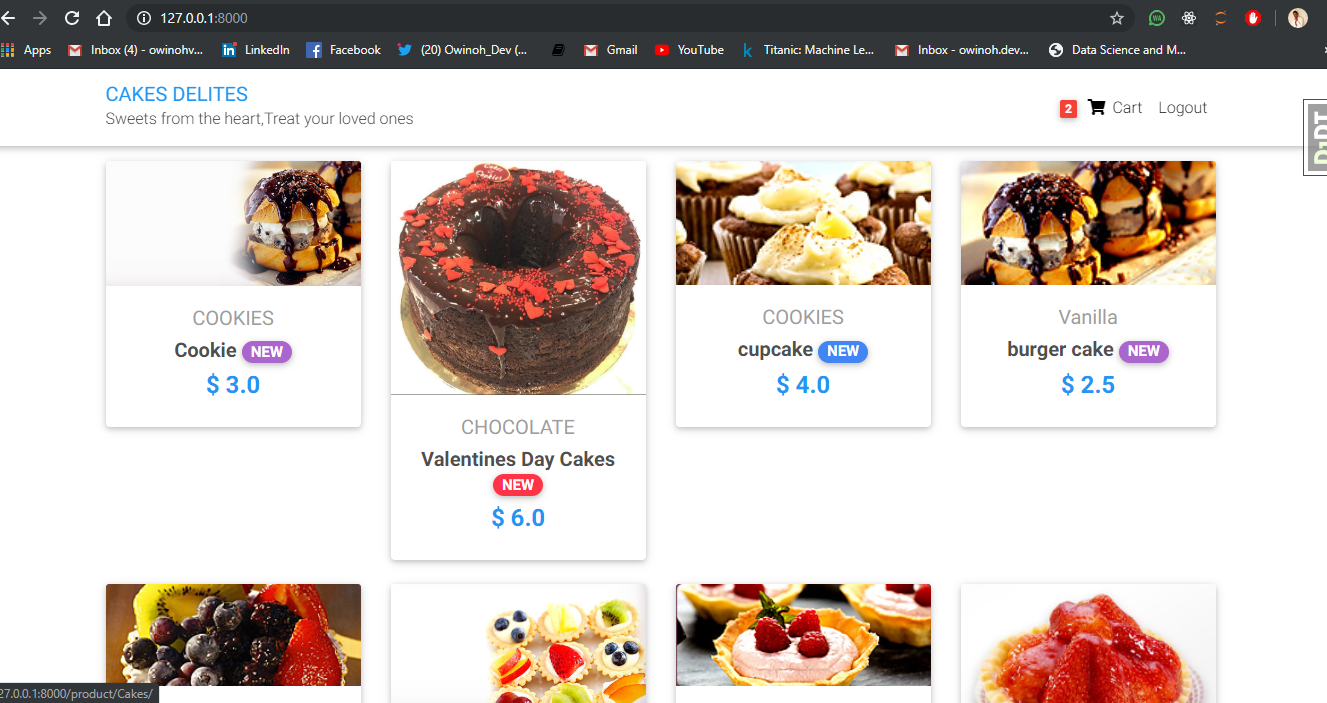 127.0.0.1:8000
Apps
Inbox (4) - owinohv...
LinkedIn
Facebook
(20) Owinoh_Dev (...
Gmail
YouTube
Titanic: Machine Le...
Inbox - owinoh.dev...
Data Science and M...
CAKES DELITES
Sweets from the heart,Treat your loved ones
2
Cart
Logout
DjDT
COOKIES
Cookie NEW
$ 3.0
CHOCOLATE
Valentines Day Cakes
NEW
$ 6.0
COOKIES
cupcake NEW
$ 4.0
Vanilla
burger cake NEW
$ 2.5
27.0.0.1:8000/product/Cakes/